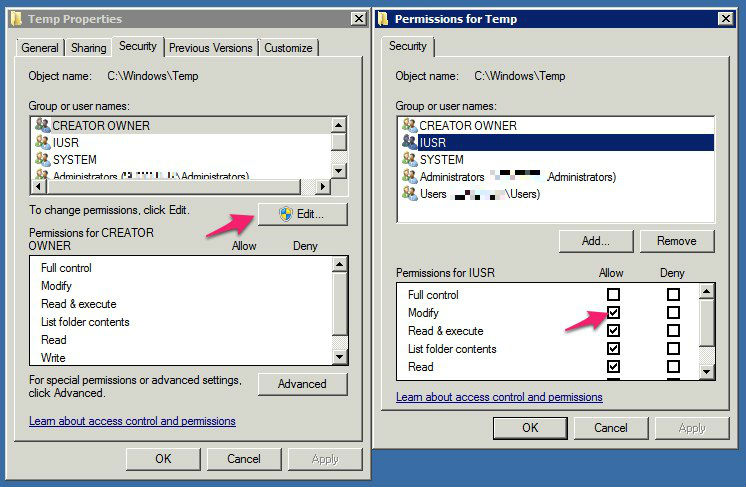 Temp Properties
General Sharing Security Previous Versions Customize
Object name: C:\Windows\Temp
Group or user names:
CREATOR OWNER
IUSR
SYSTEM
Administrators (
\Administrators)
To change permissions, click Edit.
Edit...
Permissions for CREATOR
OWNER Allow Deny
Full control
Modify
Read & execute
List folder contents
Read
Write
For special permissions or advanced settings,
click Advanced.
Advanced
Learn about access control and permissions
OK Cancel Apply
Permissions for Temp
Security
Object name: C:\Windows\Temp
Group or user names:
CREATOR OWNER
IUSR
SYSTEM
Administrators .Administrators)
Users \Users)
Add... Remove
Permissions for IUSR Allow Deny
Full control
Modify
Read & execute
List folder contents
Read
Learn about access control and permissions
OK Cancel Apply